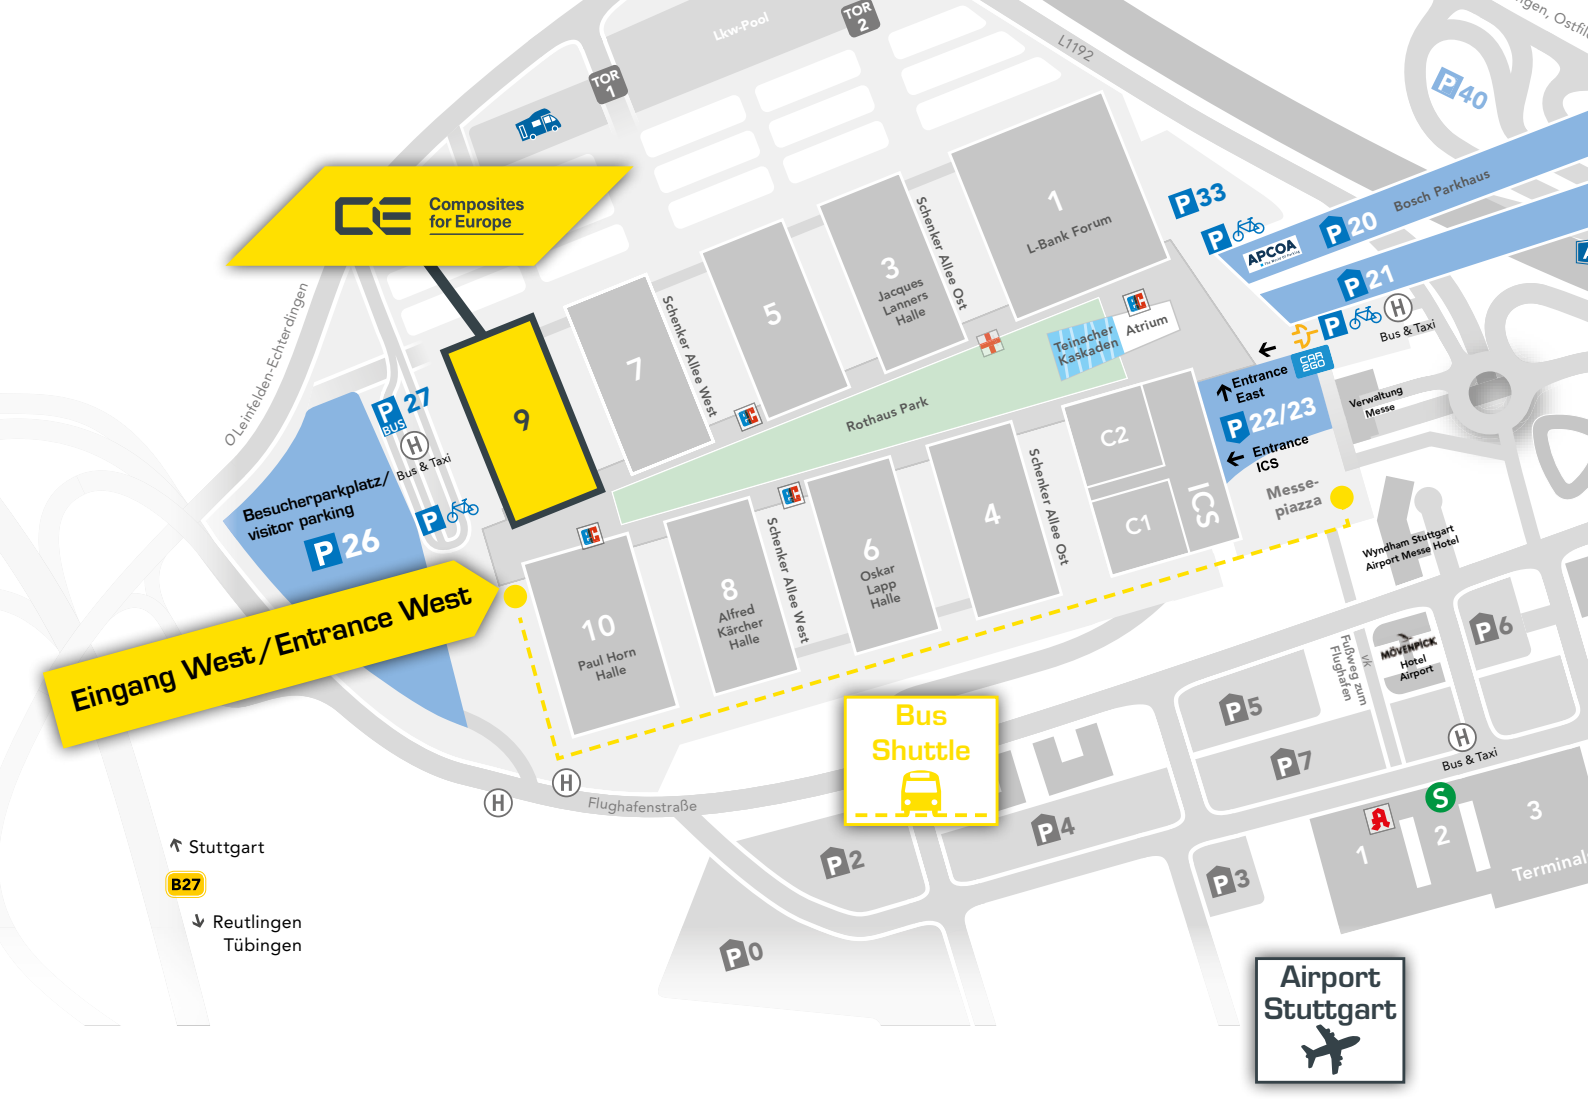 Lkw-Pool
TOR
2
TOR
1
L1192
P40
Composites
for Europe
1
L-Bank Forum
P33
P
APCOA
P20
Bosch Parkhaus
P21
P
H
Bus & Taxi
Schenker Allee Ost
3
Jacques
Lanners
Halle
5
Schenker Allee West
7
9
Leinfelden-Echterdingen
P27
BUS
H
Bus & Taxi
P
Besucherparkplatz/
visitor parking
P26
Eingang West / Entrance West
Rothaus Park
Teinacher
Kaskaden
Atrium
Entrance
East
CAR
2GO
P22/23
Entrance
ICS
Verwaltung
Messe
Messe-
piazza
C2
C1
ICS
Schenker Allee Ost
4
6
Oskar
Lapp
Halle
Schenker Allee West
8
Alfred
Kärcher
Halle
10
Paul Horn
Halle
Wyndham Stuttgart
Airport Messe Hotel
P6
MÖVENPICK
Hotel
Airport
Fußweg zum
Flughafen
P5
P7
H
Bus & Taxi
S
Bus
Shuttle
H
H
Flughafenstraße
P4
P2
P3
P0
1
2
3
Terminal
Stuttgart
B27
Reutlingen
Tübingen
Airport
Stuttgart